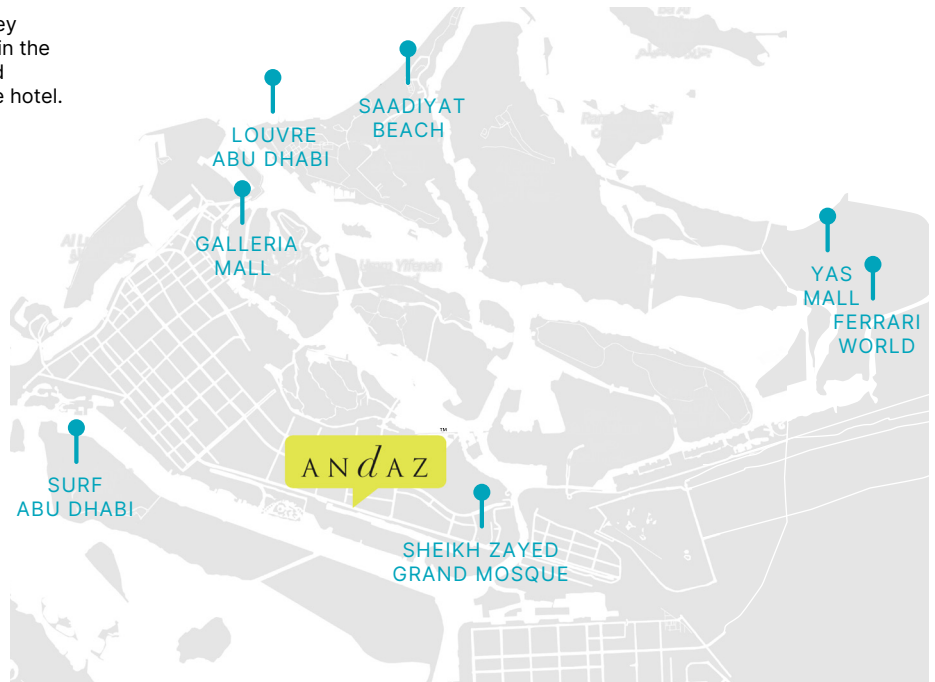 ey
in the
d
e hotel.
SAADIYAT
BEACH
LOUVRE
ABU DHABI
GALLERIA
MALL
YAS
MALL
FERRARI
WORLD
SURF
ABU DHABI
ANdAZ™
SHEIKH ZAYED
GRAND MOSQUE